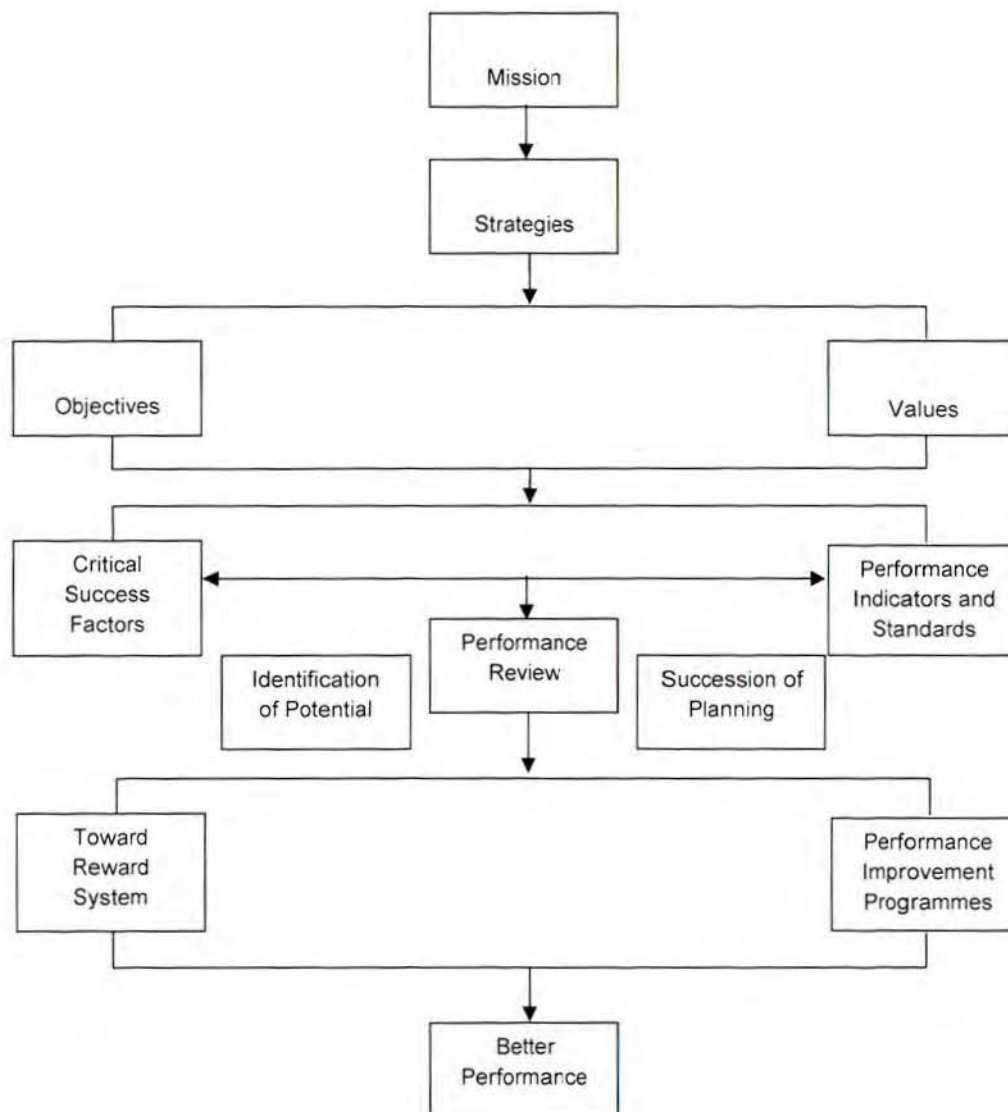 Mission
Strategies
Objectives
Values
Critical
Success
Factors
Performance
Indicators and
Standards
Performance
Review
Identification
of Potential
Succession of
Planning
Toward
Reward
System
Performance
Improvement
Programmes
Better
Performance